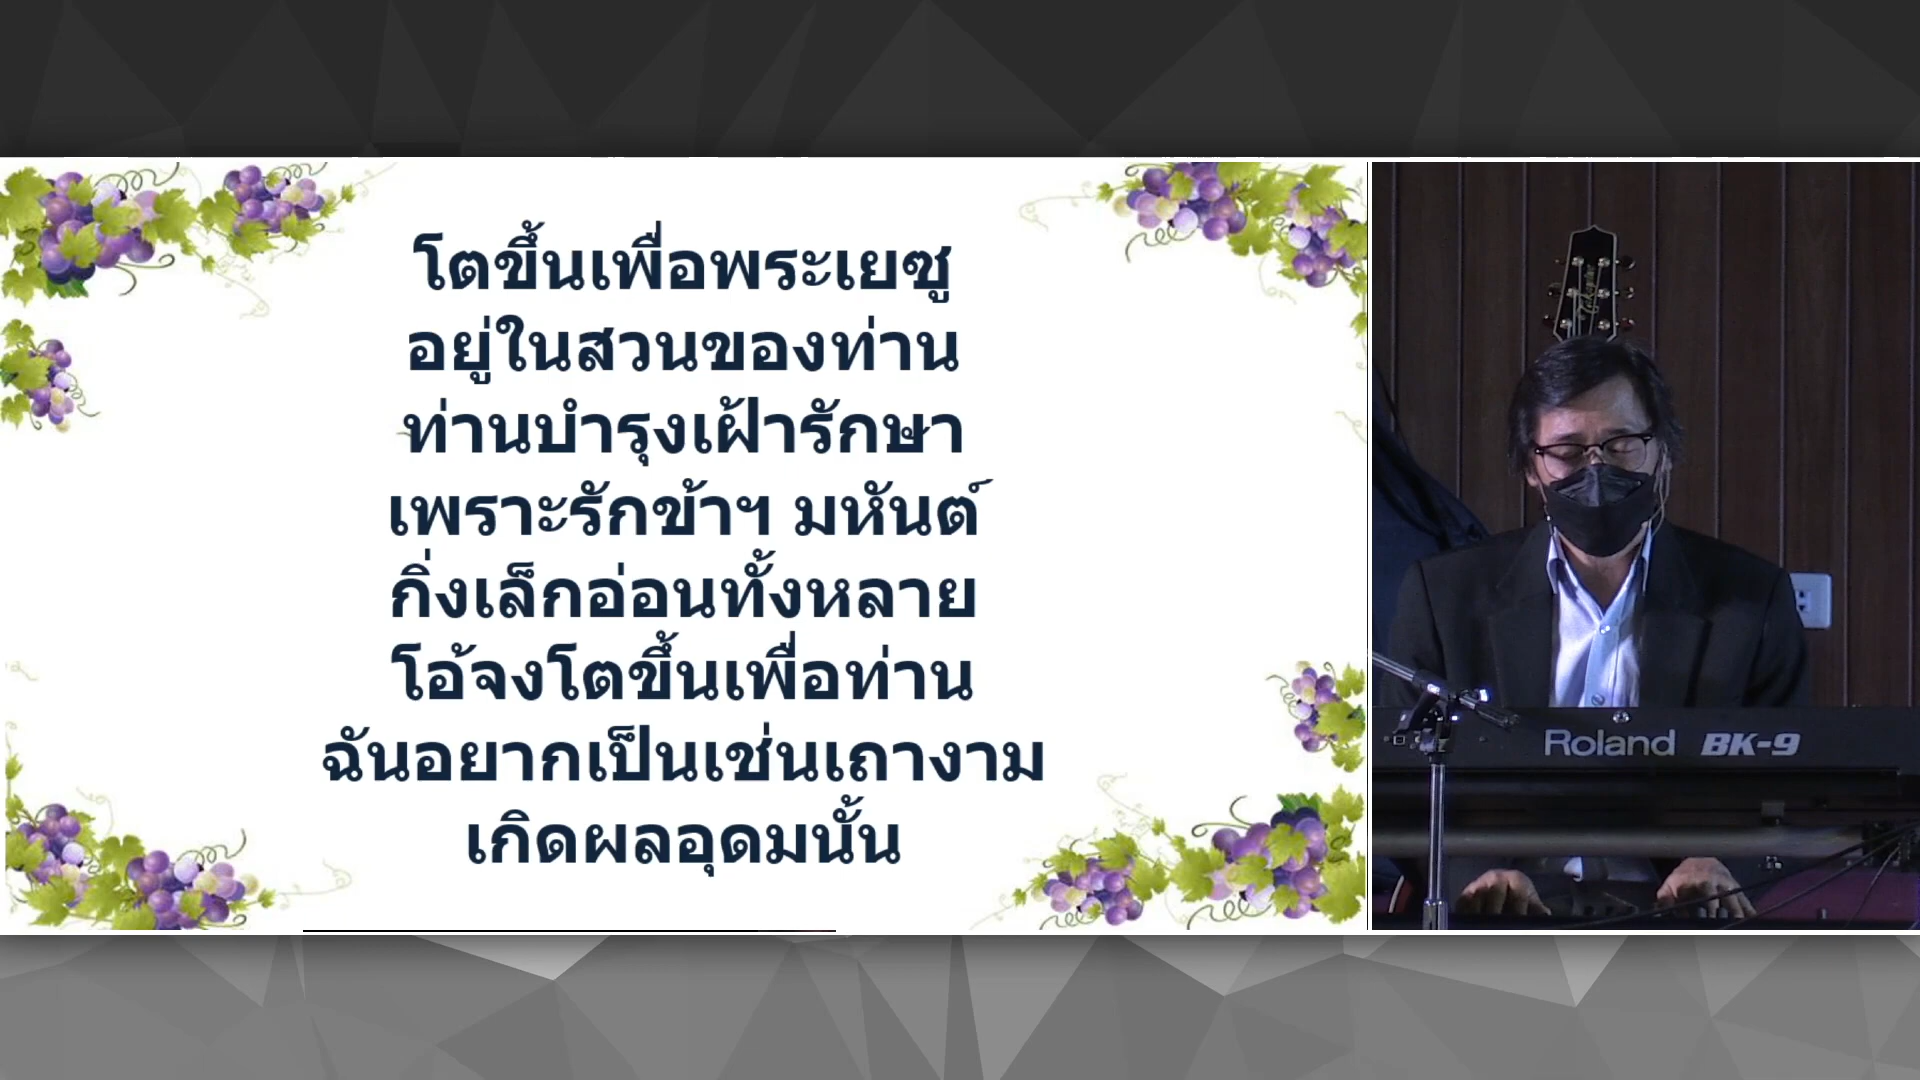 โตขึ้นเพื่อพระเยซู
อยู่ในสวนของท่าน
ท่านบำรุงเฝ้ารักษา
เพราะรักข้าฯ มหันต์
กิ่งเล็กอ่อนทั้งหลาย
โอ้จงโตขึ้นเพื่อท่าน
ฉันอยากเป็นเช่นเถางาม
เกิดผลอุดมนั้น
Roland BK-9